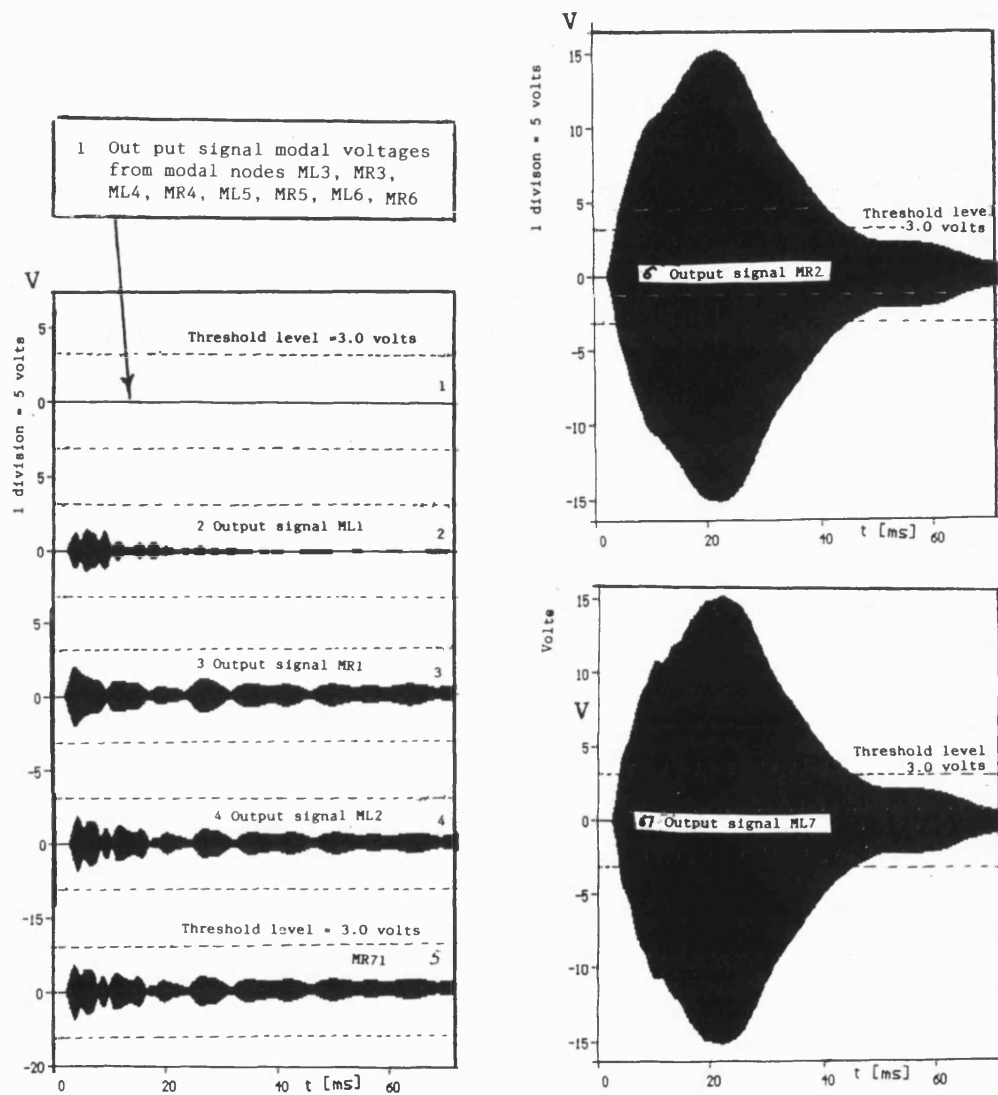 1 Out put signal modal voltages
from modal nodes ML3, MR3,
ML4, MR4, ML5, MR5, ML6, MR6
V
1 division = 5 volts
5
0
5
0
5
0
-5
0
-15
0
-20
Threshold level =3.0 volts
1
2 Output signal ML1
2
3 Output signal MR1
3
4 Output signal ML2
4
Threshold level = 3.0 volts
MR71 5
0 20 40 60
t [ms]
V
1 divison = 5 volts
15
10
5
0
-5
-10
-15
Threshold level
3.0 volts
6 Output signal MR2
0 20 40 60
t [ms]
Volts
V
15
10
5
0
-5
-10
-15
Threshold level
3.0 volts
Output signal ML7
0 20 40 60
t [ms]